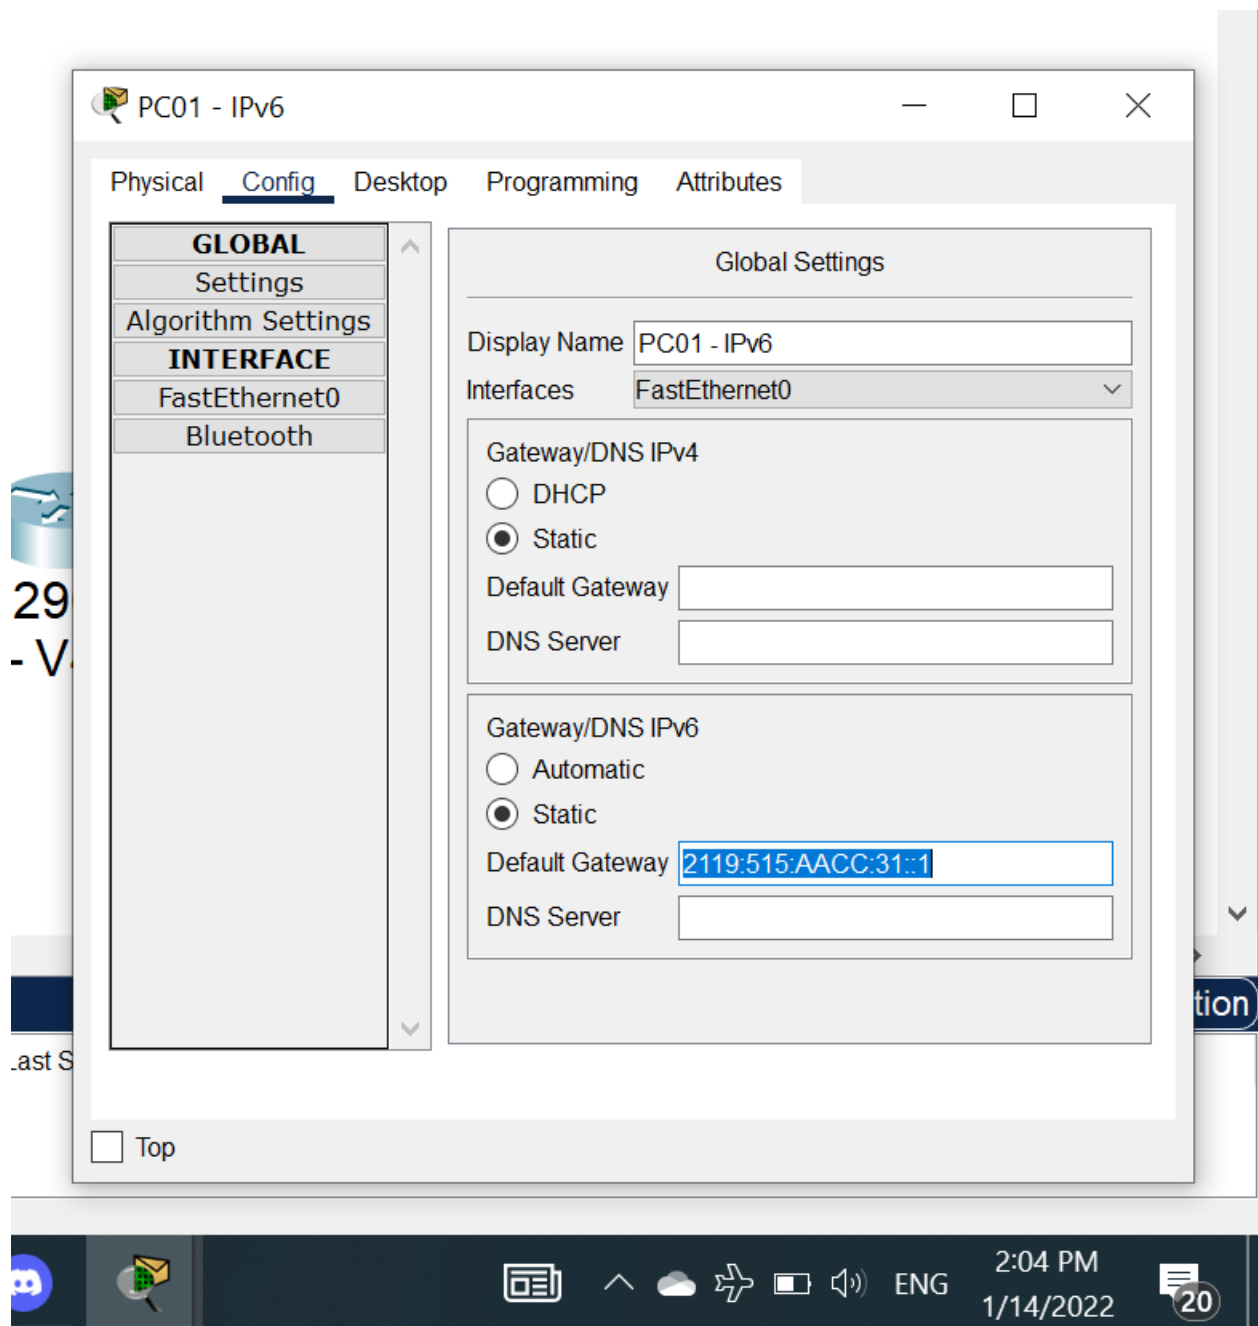 PC01 - IPv6
Physical Config Desktop Programming Attributes
GLOBAL
Settings
Algorithm Settings
INTERFACE
FastEthernet0
Bluetooth
Global Settings
Display Name PC01 - IPv6
Interfaces FastEthernet0
Gateway/DNS IPv4
DHCP
Static
Default Gateway
DNS Server
Gateway/DNS IPv6
Automatic
Static
Default Gateway 2119:515:AACC:31::1
DNS Server
Top
29
- V
tion
Last S
ENG
2:04 PM
1/14/2022
20